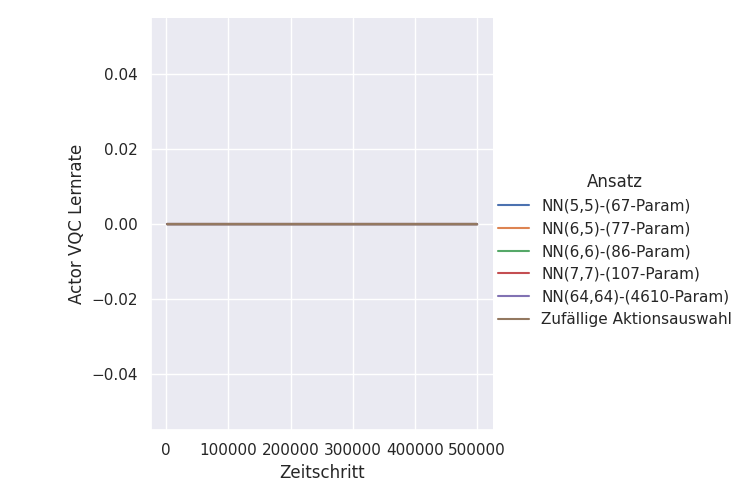 0.04
0.02
0.00
−0.02
−0.04
Actor VQC Lernrate
0 100000 200000 300000 400000 500000
Zeitschritt
Ansatz
NN(5,5)-(67-Param)
NN(6,5)-(77-Param)
NN(6,6)-(86-Param)
NN(7,7)-(107-Param)
NN(64,64)-(4610-Param)
Zufällige Aktionsauswahl